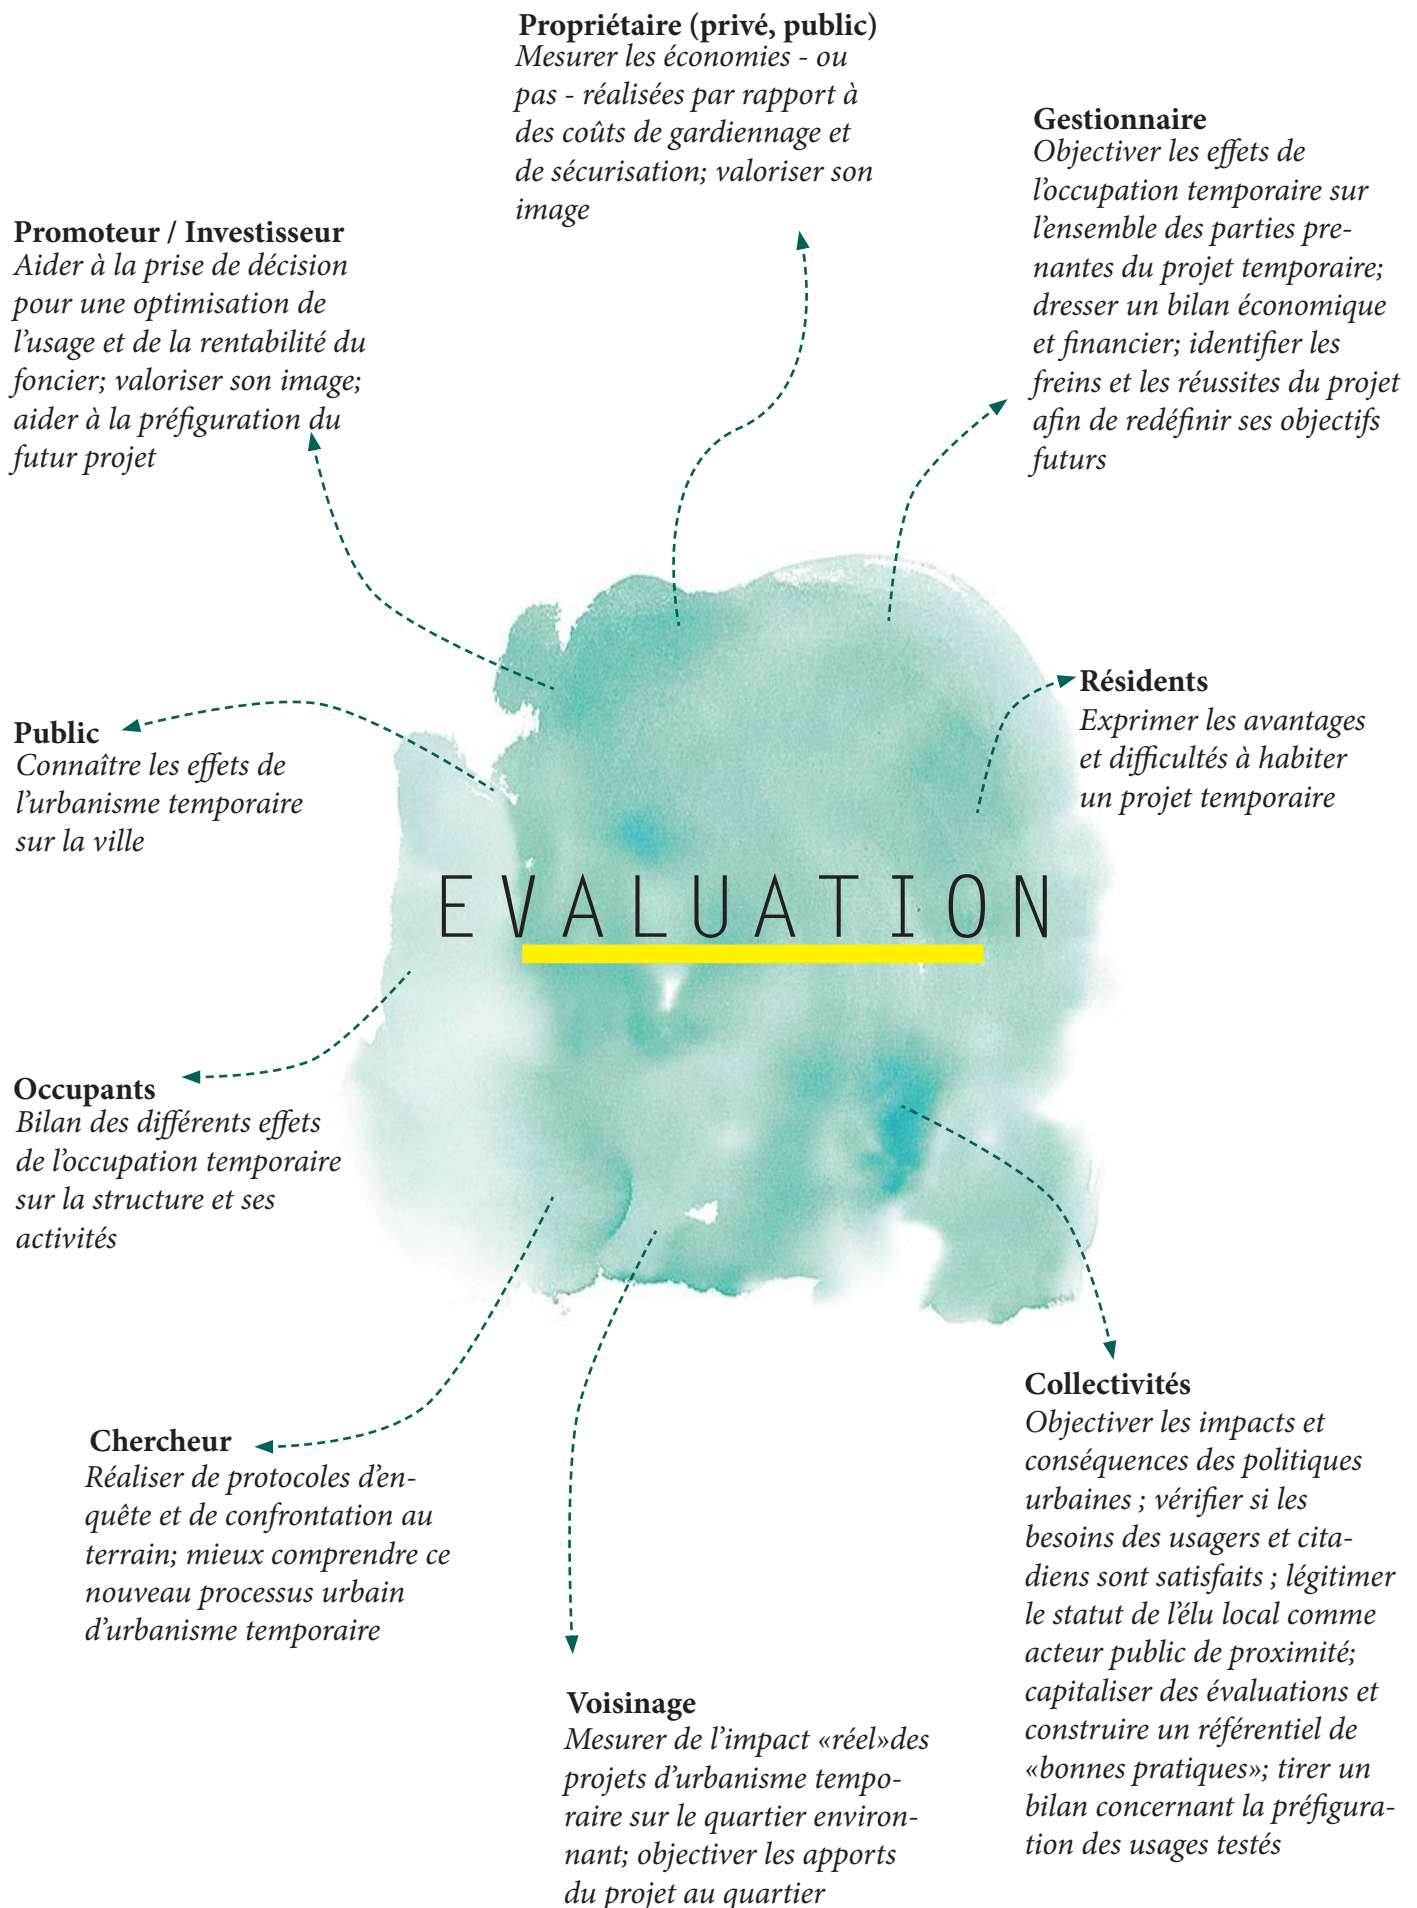 Propriétaire (privé, public)
Mesurer les économies - ou
pas - réalisées par rapport à
des coûts de gardiennage et
de sécurisation; valoriser son
image
Gestionnaire
Objectiver les effets de
l'occupation temporaire sur
l'ensemble des parties pre-
nantes du projet temporaire;
dresser un bilan économique
et financier; identifier les
freins et les réussites du projet
afin de redéfinir ses objectifs
futurs
Promoteur / Investisseur
Aider à la prise de décision
pour une optimisation de
l'usage et de la rentabilité du
foncier; valoriser son image;
aider à la préfiguration du
futur projet
Résidents
Exprimer les avantages
et difficultés à habiter
un projet temporaire
Public
Connaître les effets de
l'urbanisme temporaire
sur la ville
EVALUATION
Occupants
Bilan des différents effets
de l'occupation temporaire
sur la structure et ses
activités
Chercheur
Réaliser de protocoles d'en-
quête et de confrontation au
terrain; mieux comprendre ce
nouveau processus urbain
d'urbanisme temporaire
Voisinage
Mesurer de l'impact «réel»des
projets d'urbanisme tempo-
raire sur le quartier environ-
nant; objectiver les apports
du projet au quartier
Collectivités
Objectiver les impacts et
conséquences des politiques
urbaines ; vérifier si les
besoins des usagers et cita-
diens sont satisfaits ; légitimer
le statut de l'élu local comme
acteur public de proximité;
capitaliser des évaluations et
construire un référentiel de
«bonnes pratiques»; tirer un
bilan concernant la préfigura-
tion des usages testés